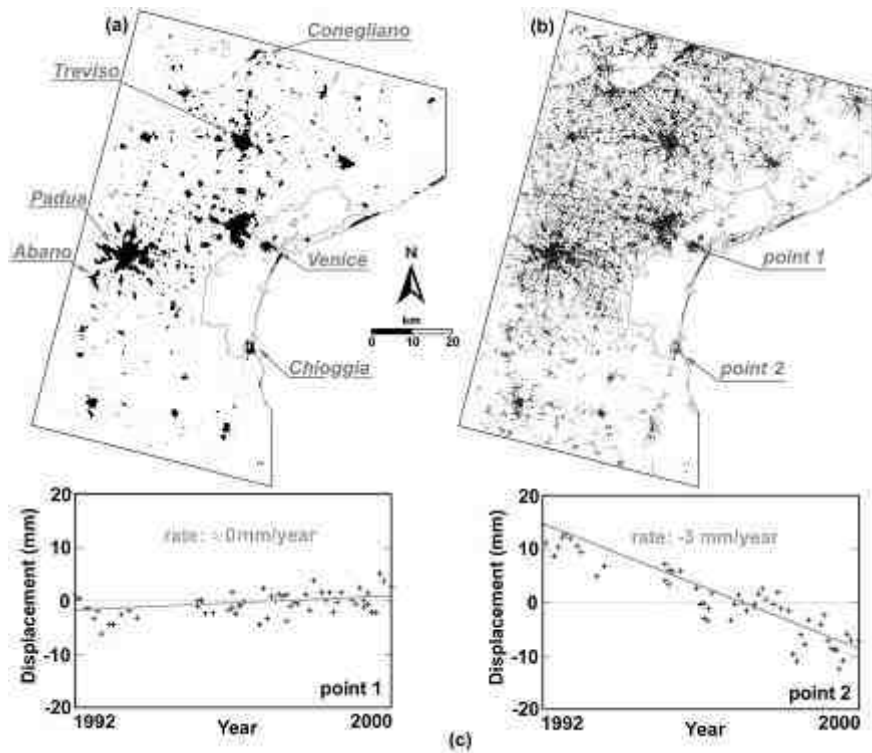 (a)
Conegliano
Treviso
Padua
Abano
Venice
Chioggia
N
km
0 10 20
(b)
point 1
point 2
20
10
0
-10
-20
Displacement (mm)
rate: ≈ 0 mm/year
point 1
1992
Year
2000
20
10
0
-10
-20
Displacement (mm)
rate: -3 mm/year
point 2
1992
Year
2000
(c)